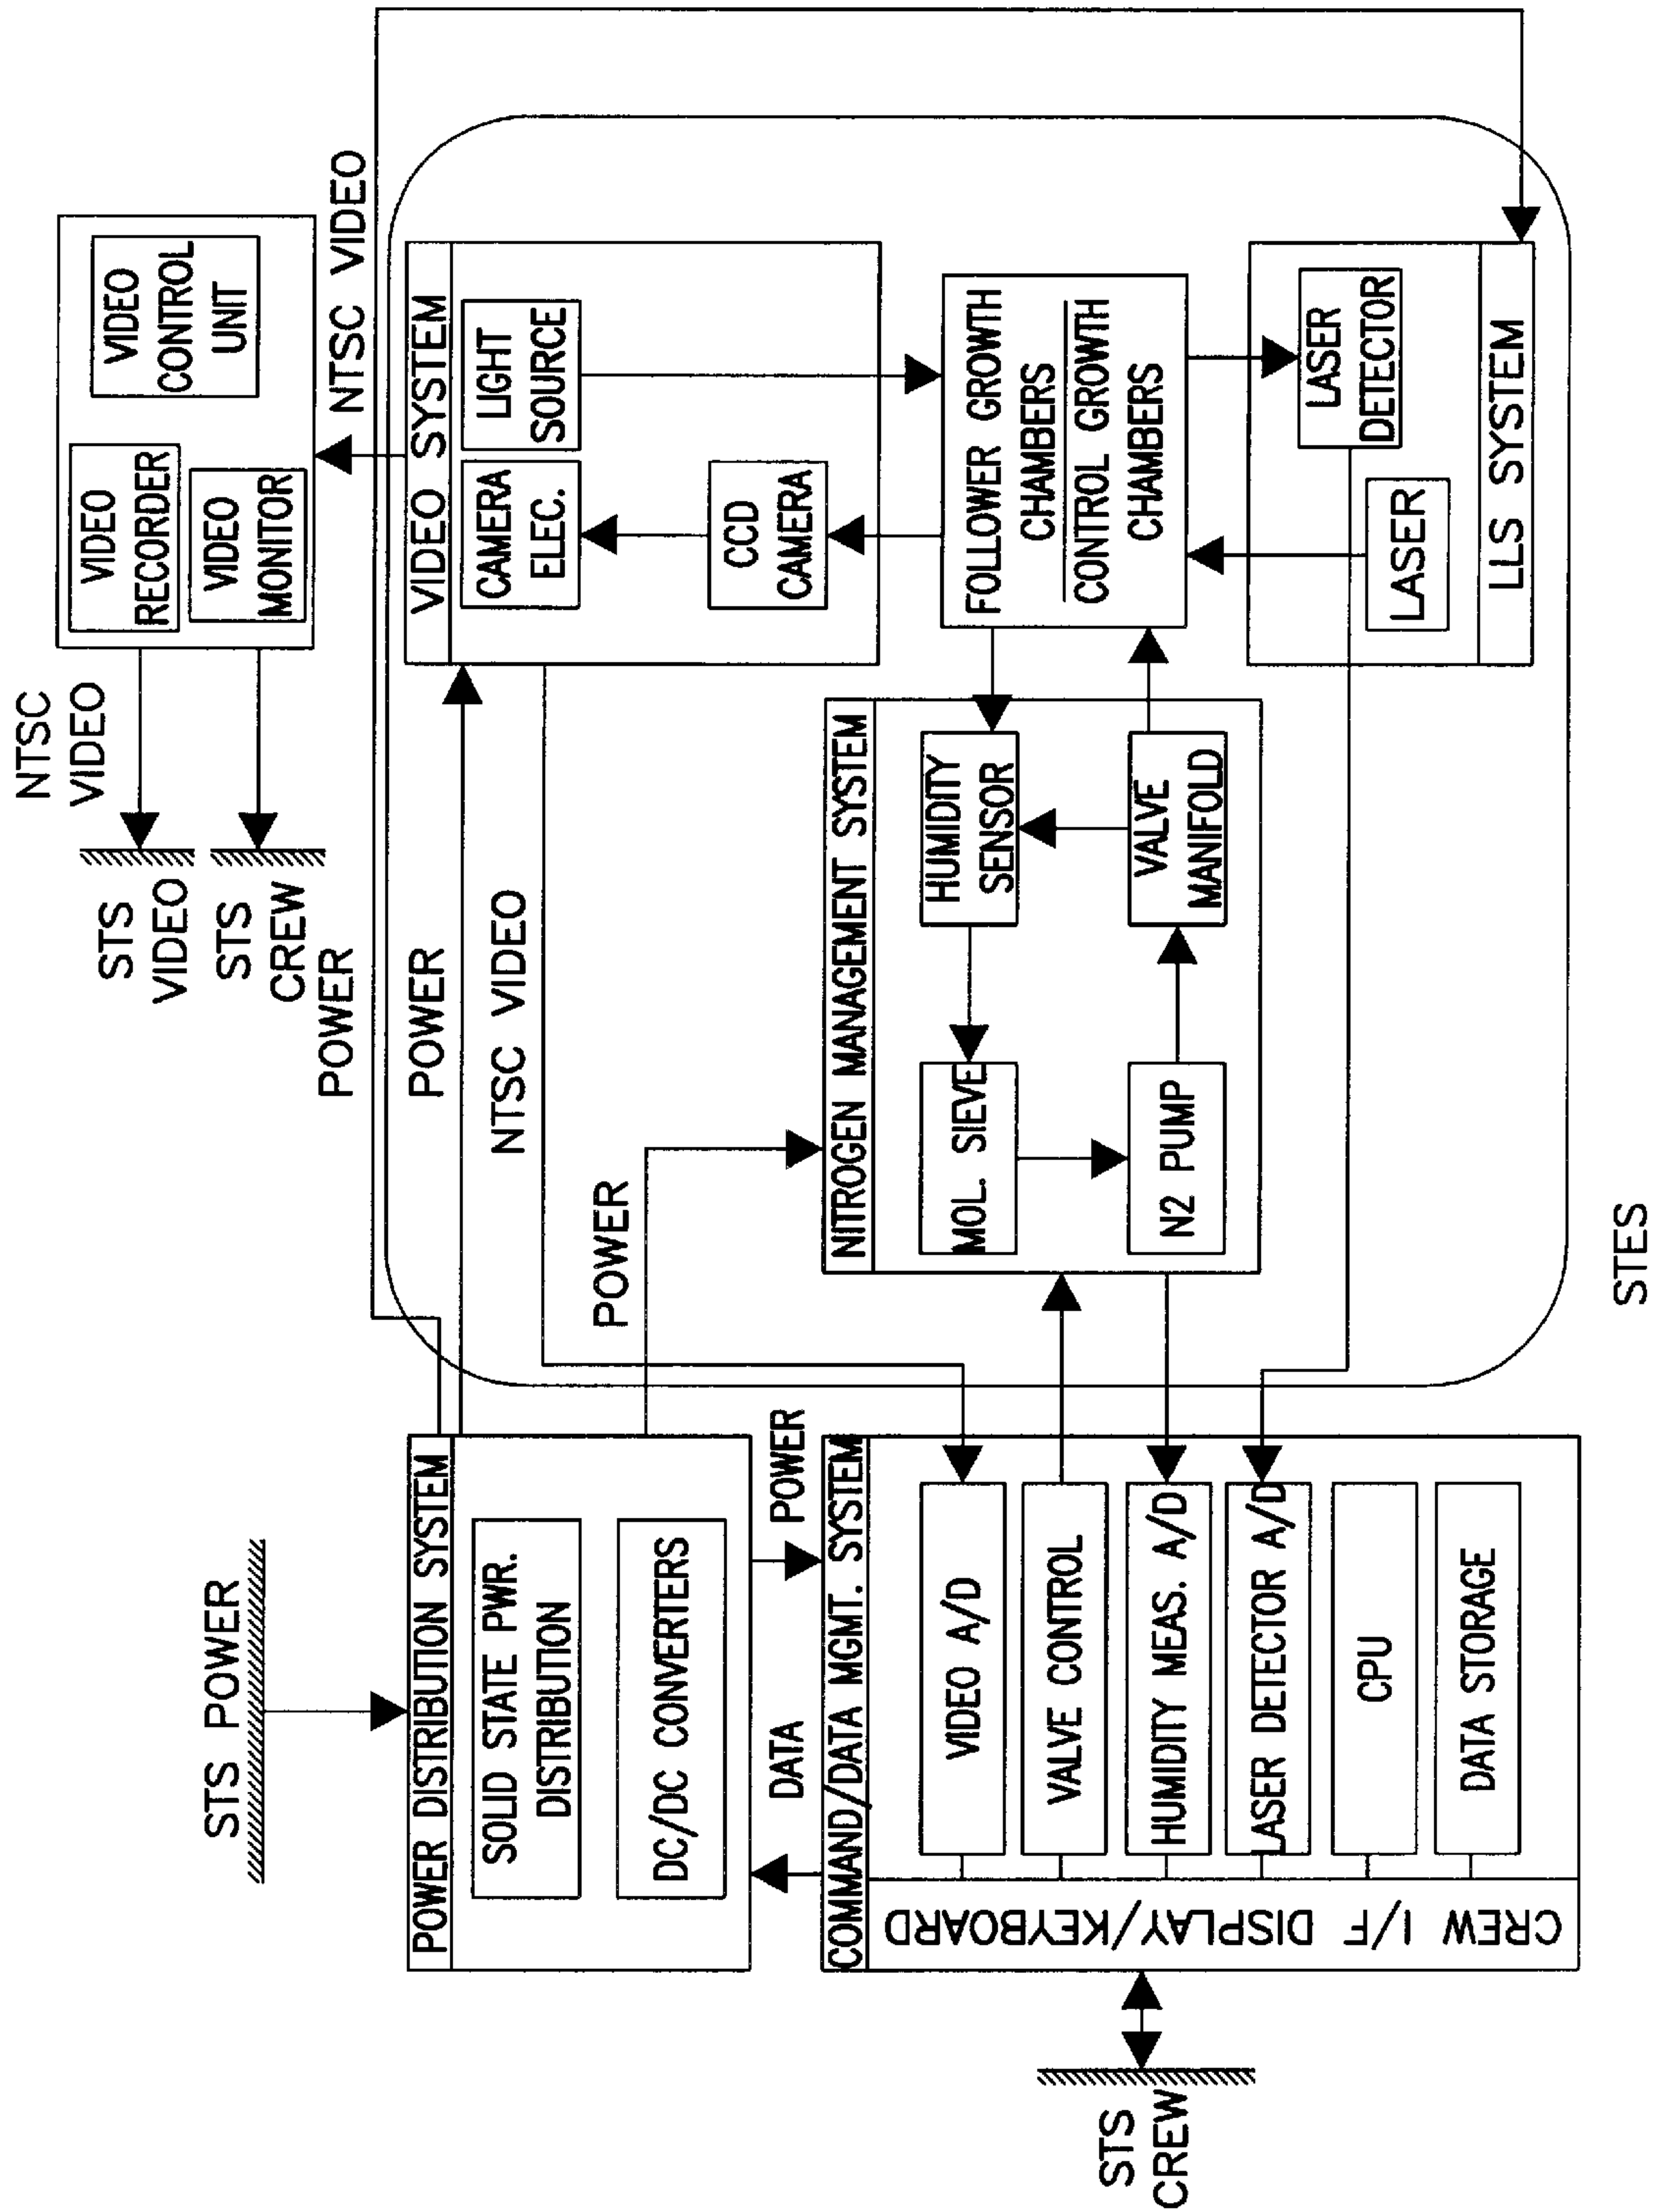 STS POWER
POWER DISTRIBUTION SYSTEM
SOLID STATE PWR.
DISTRIBUTION
DC/DC CONVERTERS
DATA
POWER
COMMAND/DATA MGMT. SYSTEM
VIDEO A/D
VALVE CONTROL
HUMIDITY MEAS. A/D
LASER DETECTOR A/D
CPU
DATA STORAGE
CREW I/F DISPLAY/KEYBOARD
STS
CREW
NTSC
VIDEO
STS
VIDEO
STS
CREW
POWER
POWER
NTSC VIDEO
POWER
VIDEO
RECORDER
VIDEO
MONITOR
VIDEO
CONTROL
UNIT
NTSC VIDEO
VIDEO SYSTEM
CAMERA
ELEC.
LIGHT
SOURCE
CCD
CAMERA
NITROGEN MANAGEMENT SYSTEM
MOL. SIEVE
HUMIDITY
SENSOR
N2 PUMP
VALVE
MANIFOLD
FOLLOWER GROWTH
CHAMBERS
CONTROL GROWTH
CHAMBERS
LASER
LASER
DETECTOR
LLS SYSTEM
STES